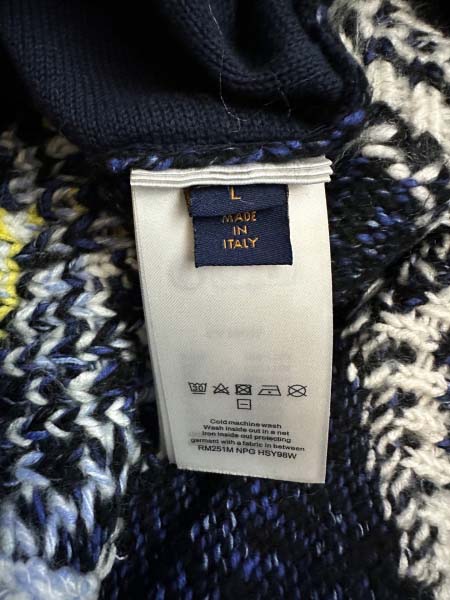 L
MADE
IN
ITALY
Cold machine wash
Wash inside out in a net
Iron inside out protecting
garment with a fabric in between
RM251M NPG HSY98W